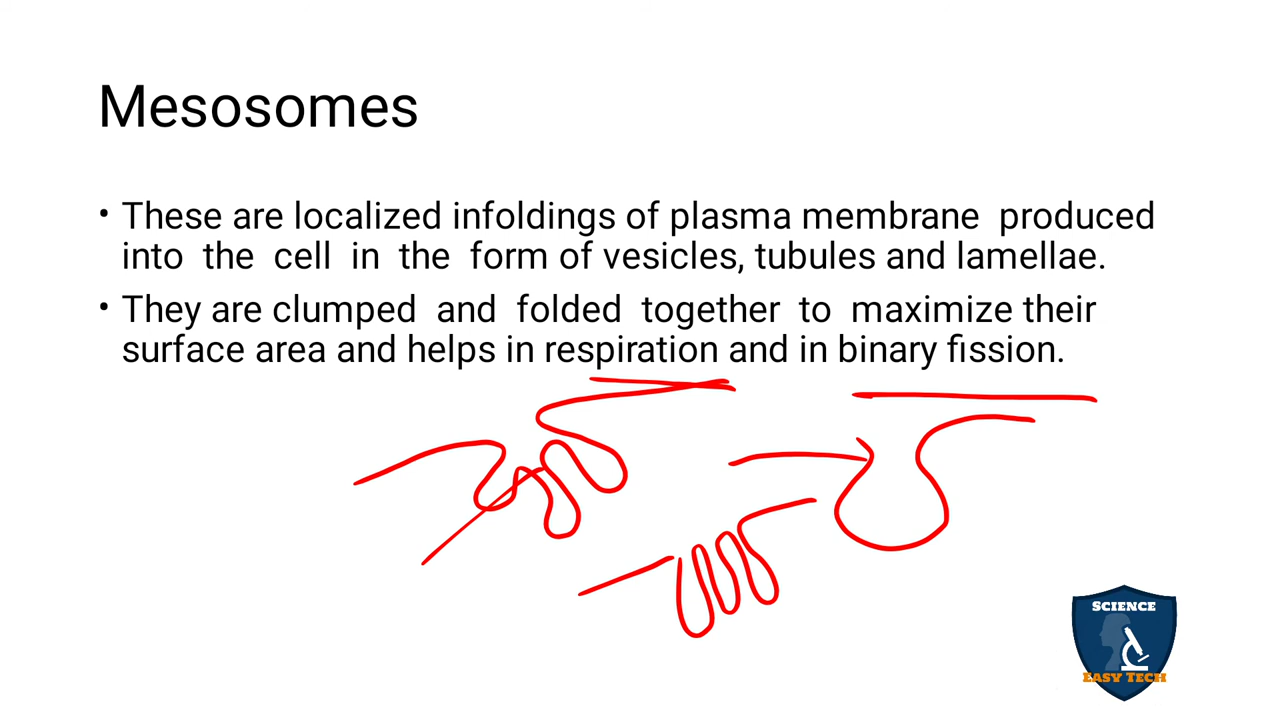 Mesosomes
• These are localized infoldings of plasma membrane produced
into the cell in the form of vesicles, tubules and lamellae.
• They are clumped and folded together to maximize their
surface area and helps in respiration and in binary fission.
SCIENCE
EASY TECH